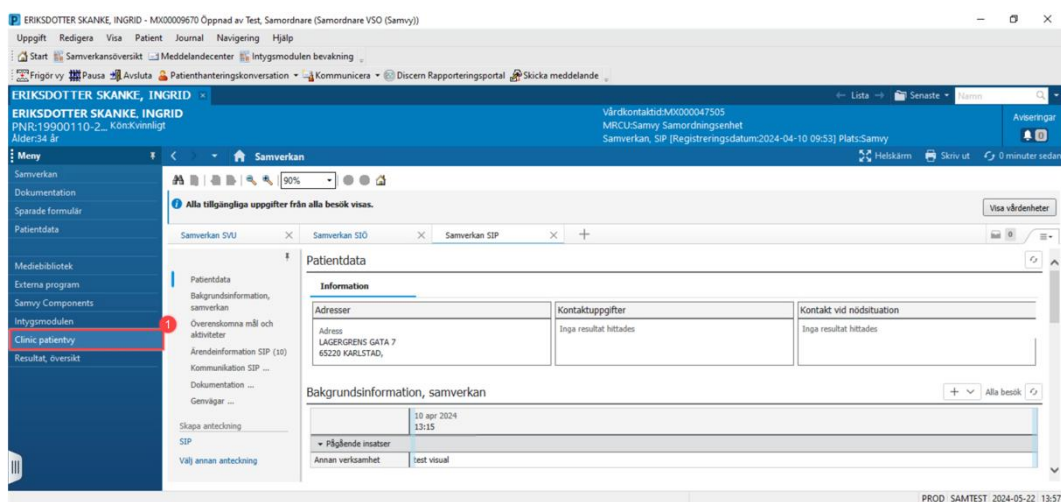 ERIKSDOTTER SKANKE, INGRID - MX00009670 Öppnad av Test, Samordnare (Samordnare VSO (Samvy))
Uppgift Redigera Visa Patient Journal Navigering Hjälp
Start Samverkansöversikt Meddelandecenter Intygsmodulen bevakning
Frigör vy Pausa Avsluta Patienthanteringskonversation Kommunicera Discern Rapporteringsportal Skicka meddelande
ERIKSDOTTER SKANKE, INGRID
Lista Senaste Namn
ERIKSDOTTER SKANKE, INGRID
PNR:19900110-2... Kön:Kvinnligt
Ålder:34 år
Vårdkontaktid:MX000047505
MRCU:Samvy Samordningsenhet
Samverkan, SIP [Registreringsdatum:2024-04-10 09:53] Plats:Samvy
Aviseringar
0
Meny
Samverkan
Helskärm Skriv ut 0 minuter sedan
Samverkan
Dokumentation
Sparade formulär
Patientdata
Mediebibliotek
Externa program
Samvy Components
Intygsmodulen
1
Clinic patientvy
Resultat, översikt
90%
Alla tillgängliga uppgifter från alla besök visas.
Visa vårdenheter
Samverkan SVU
Samverkan SIÖ
Samverkan SIP
0
Patientdata
Bakgrundsinformation,
samverkan
Överenskomna mål och
aktiviteter
Ärendeinformation SIP (10)
Kommunikation SIP ...
Dokumentation ...
Genvägar ...
Skapa anteckning
SIP
Välj annan anteckning
Patientdata
Information
Adresser
Adress
LAGERGRENS GATA 7
65220 KARLSTAD,
Kontaktuppgifter
Inga resultat hittades
Kontakt vid nödsituation
Inga resultat hittades
Bakgrundsinformation, samverkan
Alla besök
10 apr 2024
13:15
Pågående insatser
Annan verksamhet
test visual
PROD SAMTEST 2024-05-22 13:57